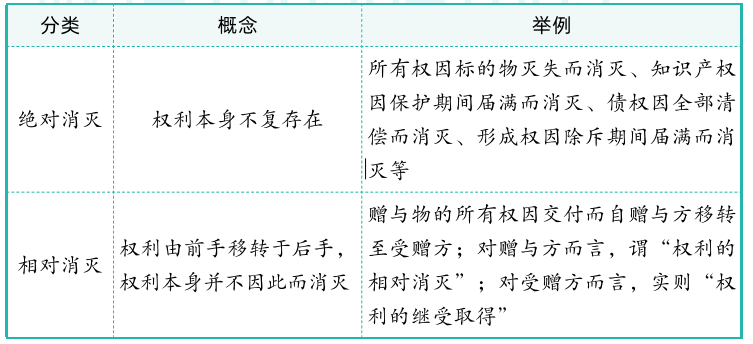 分类 概念 举例
绝对消灭
权利本身不复存在
所有权因标的物灭失而消灭、知识产权
因保护期间届满而消灭、债权因全部清
偿而消灭、形成权因除斥期间届满而消
灭等
相对消灭
权利由前手移转于后手，
权利本身并不因此而消灭
赠与物的所有权因交付而自赠与方移转
至受赠方；对赠与方而言，谓“权利的
相对消灭”；对受赠方而言，实则“权
利的继受取得”